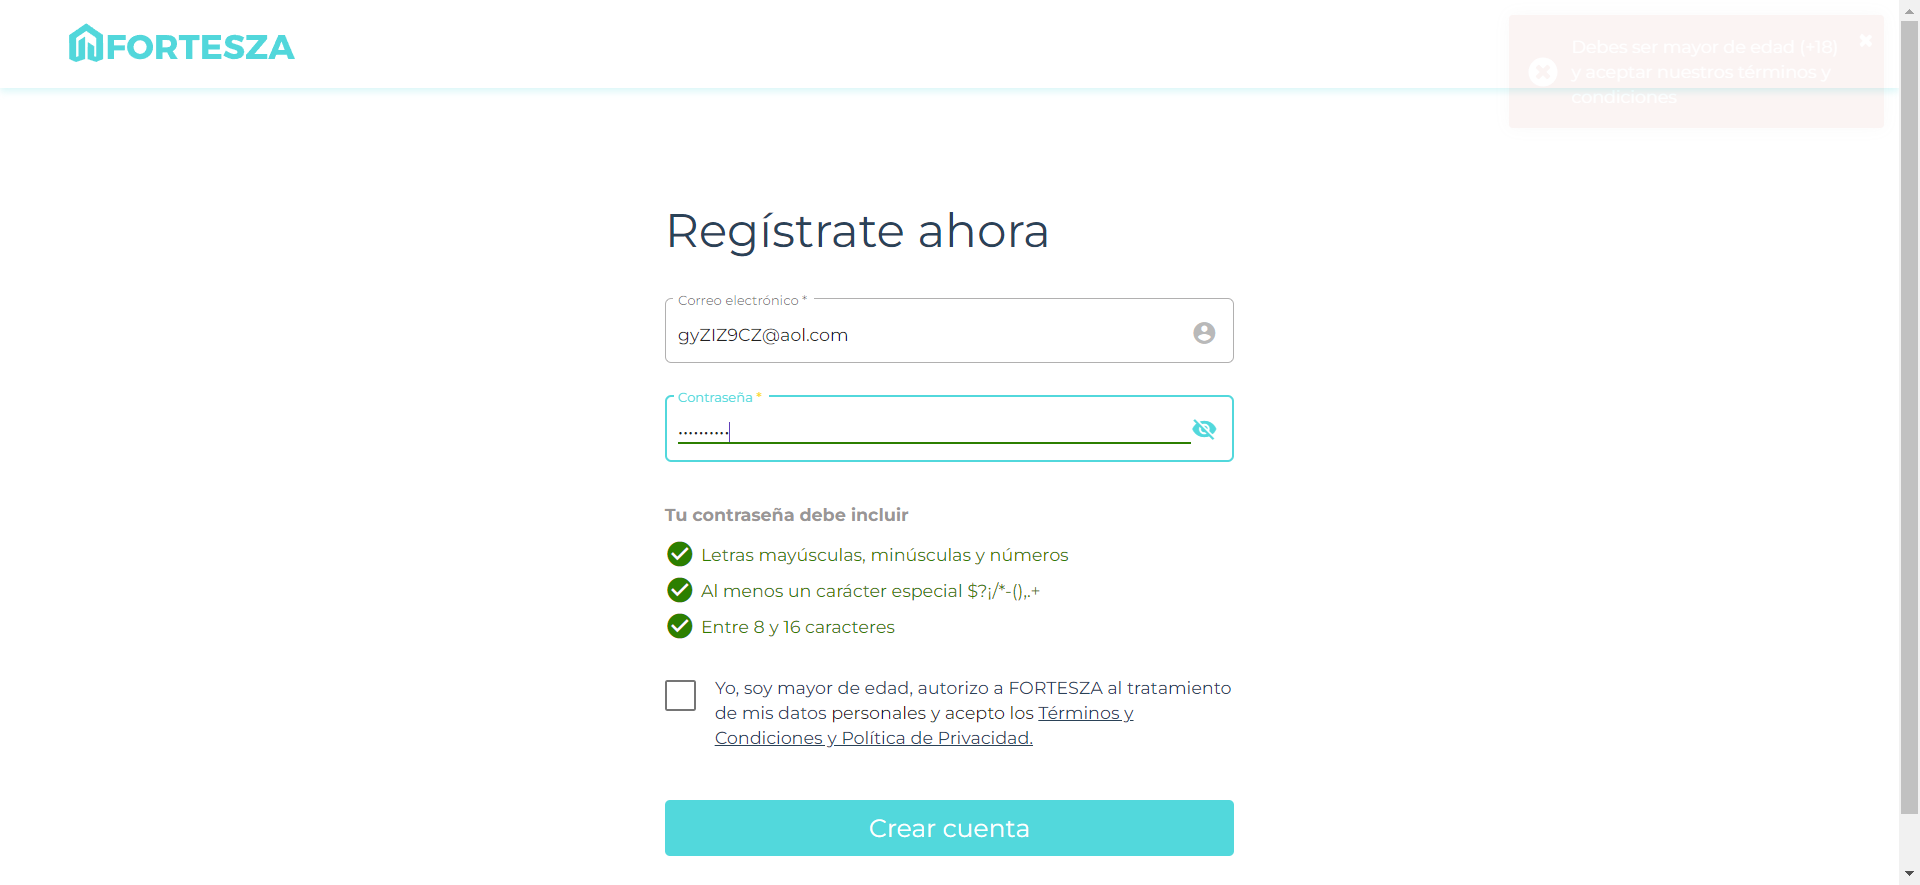 FORTESZA
Debes ser mayor de edad (+18)
y aceptar nuestros términos y
condiciones
Regístrate ahora
Correo electrónico *
gyZIZ9CZ@aol.com
Contraseña *
••••••••••
Tu contraseña debe incluir
Letras mayúsculas, minúsculas y números
Al menos un carácter especial $?¡/*-(),.+
Entre 8 y 16 caracteres
Yo, soy mayor de edad, autorizo a FORTESZA al tratamiento
de mis datos personales y acepto los Términos y
Condiciones y Política de Privacidad.
Crear cuenta